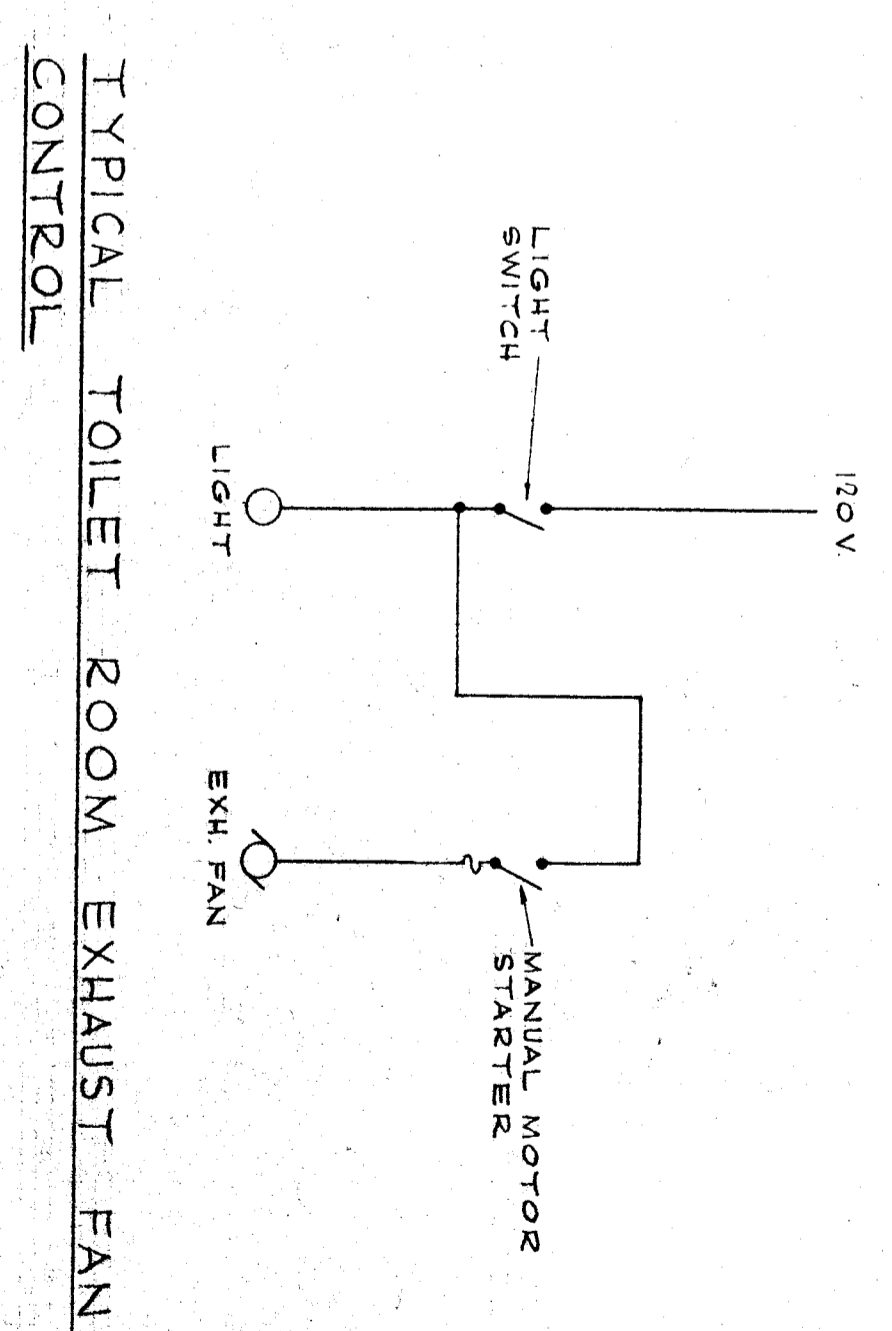 120 V.
LIGHT
SWITCH
MANUAL MOTOR
STARTER
LIGHT
EXH. FAN
TYPICAL TOILET ROOM EXHAUST FAN
CONTROL